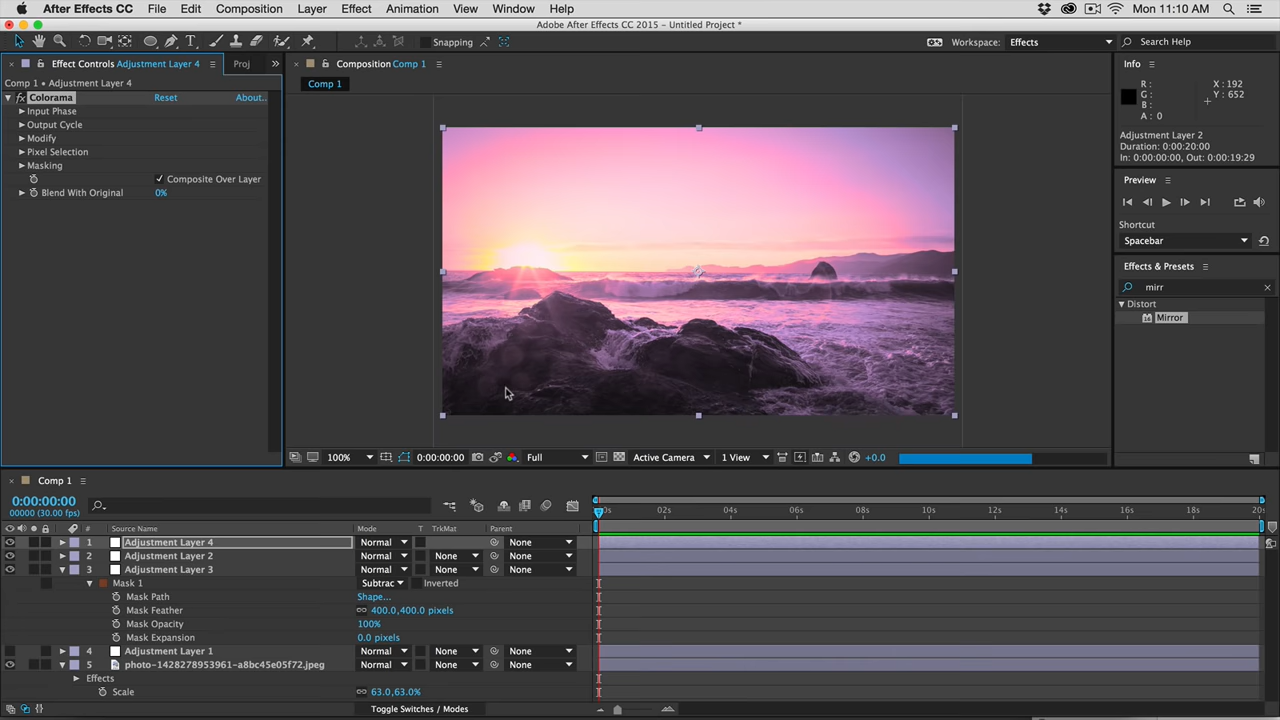 After Effects CC File Edit Composition Layer Effect Animation View Window Help Mon 11:10 AM
Adobe After Effects CC 2015 - Untitled Project *
Snapping Workspace: Effects Search Help
Effect Controls Adjustment Layer 4 Proj
Comp 1 • Adjustment Layer 4
Colorama Reset About..
Input Phase
Output Cycle
Modify
Pixel Selection
Masking
Composite Over Layer
Blend With Original 0%
Composition Comp 1
Comp 1
100% 0:00:00:00 Full Active Camera 1 View +0.0
Info
R : X : 192
G : Y : 652
B :
A : 0
Adjustment Layer 2
Duration: 0:00:20:00
In: 0:00:00:00, Out: 0:00:19:29
Preview
Shortcut
Spacebar
Effects & Presets
mirr
Distort
Mirror
Comp 1
0:00:00:00
00000 (30.00 fps)
0s 02s 04s 06s 08s 10s 12s 14s 16s 18s 20s
# Source Name Mode T TrkMat Parent
1 Adjustment Layer 4 Normal None
2 Adjustment Layer 2 Normal None None
3 Adjustment Layer 3 Normal None None
Mask 1 Subtrac Inverted
Mask Path Shape...
Mask Feather 400.0,400.0 pixels
Mask Opacity 100%
Mask Expansion 0.0 pixels
4 Adjustment Layer 1 Normal None None
5 photo-1428278953961-a8bc45e05f72.jpeg Normal None None
Effects
Scale 63.0,63.0%
Toggle Switches / Modes